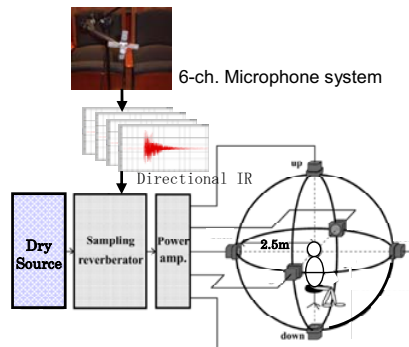 6-ch. Microphone system
Directional IR
up
Dry
Source
Sampling
reverberator
Power
amp.
2.5m
down